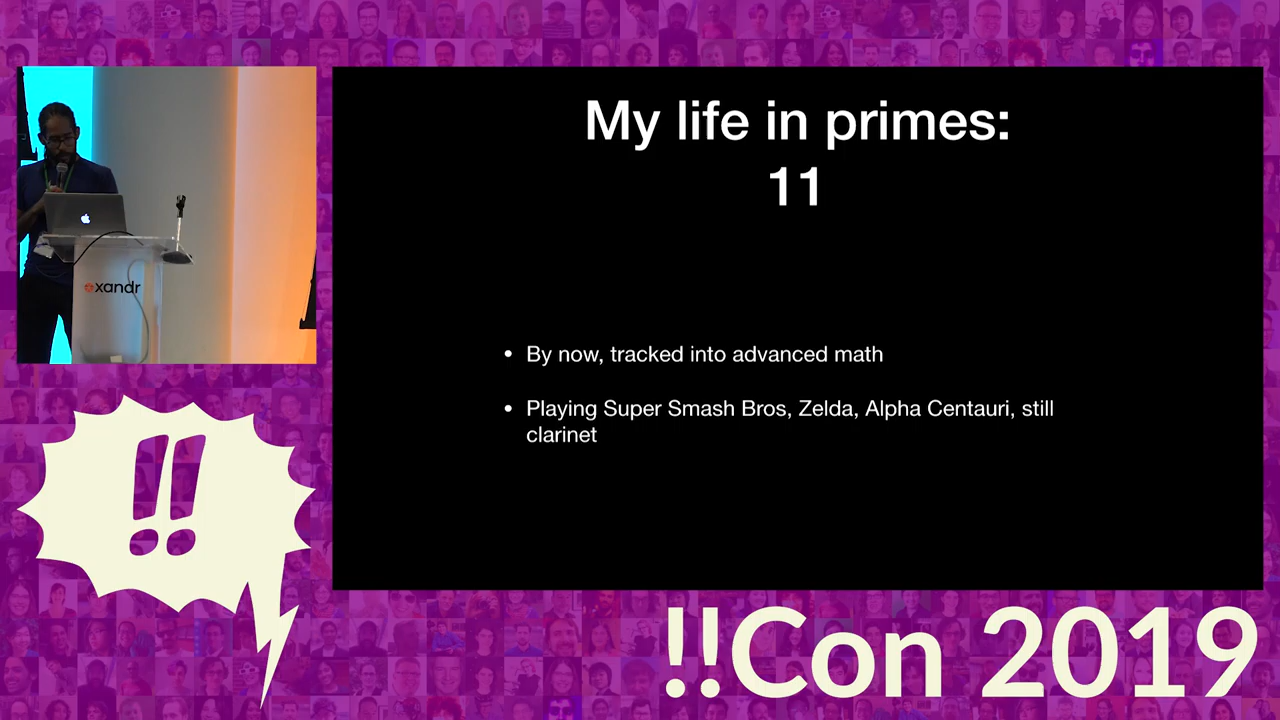 My life in primes:
11
• By now, tracked into advanced math
• Playing Super Smash Bros, Zelda, Alpha Centauri, still
clarinet
xandr
!!
!!Con 2019